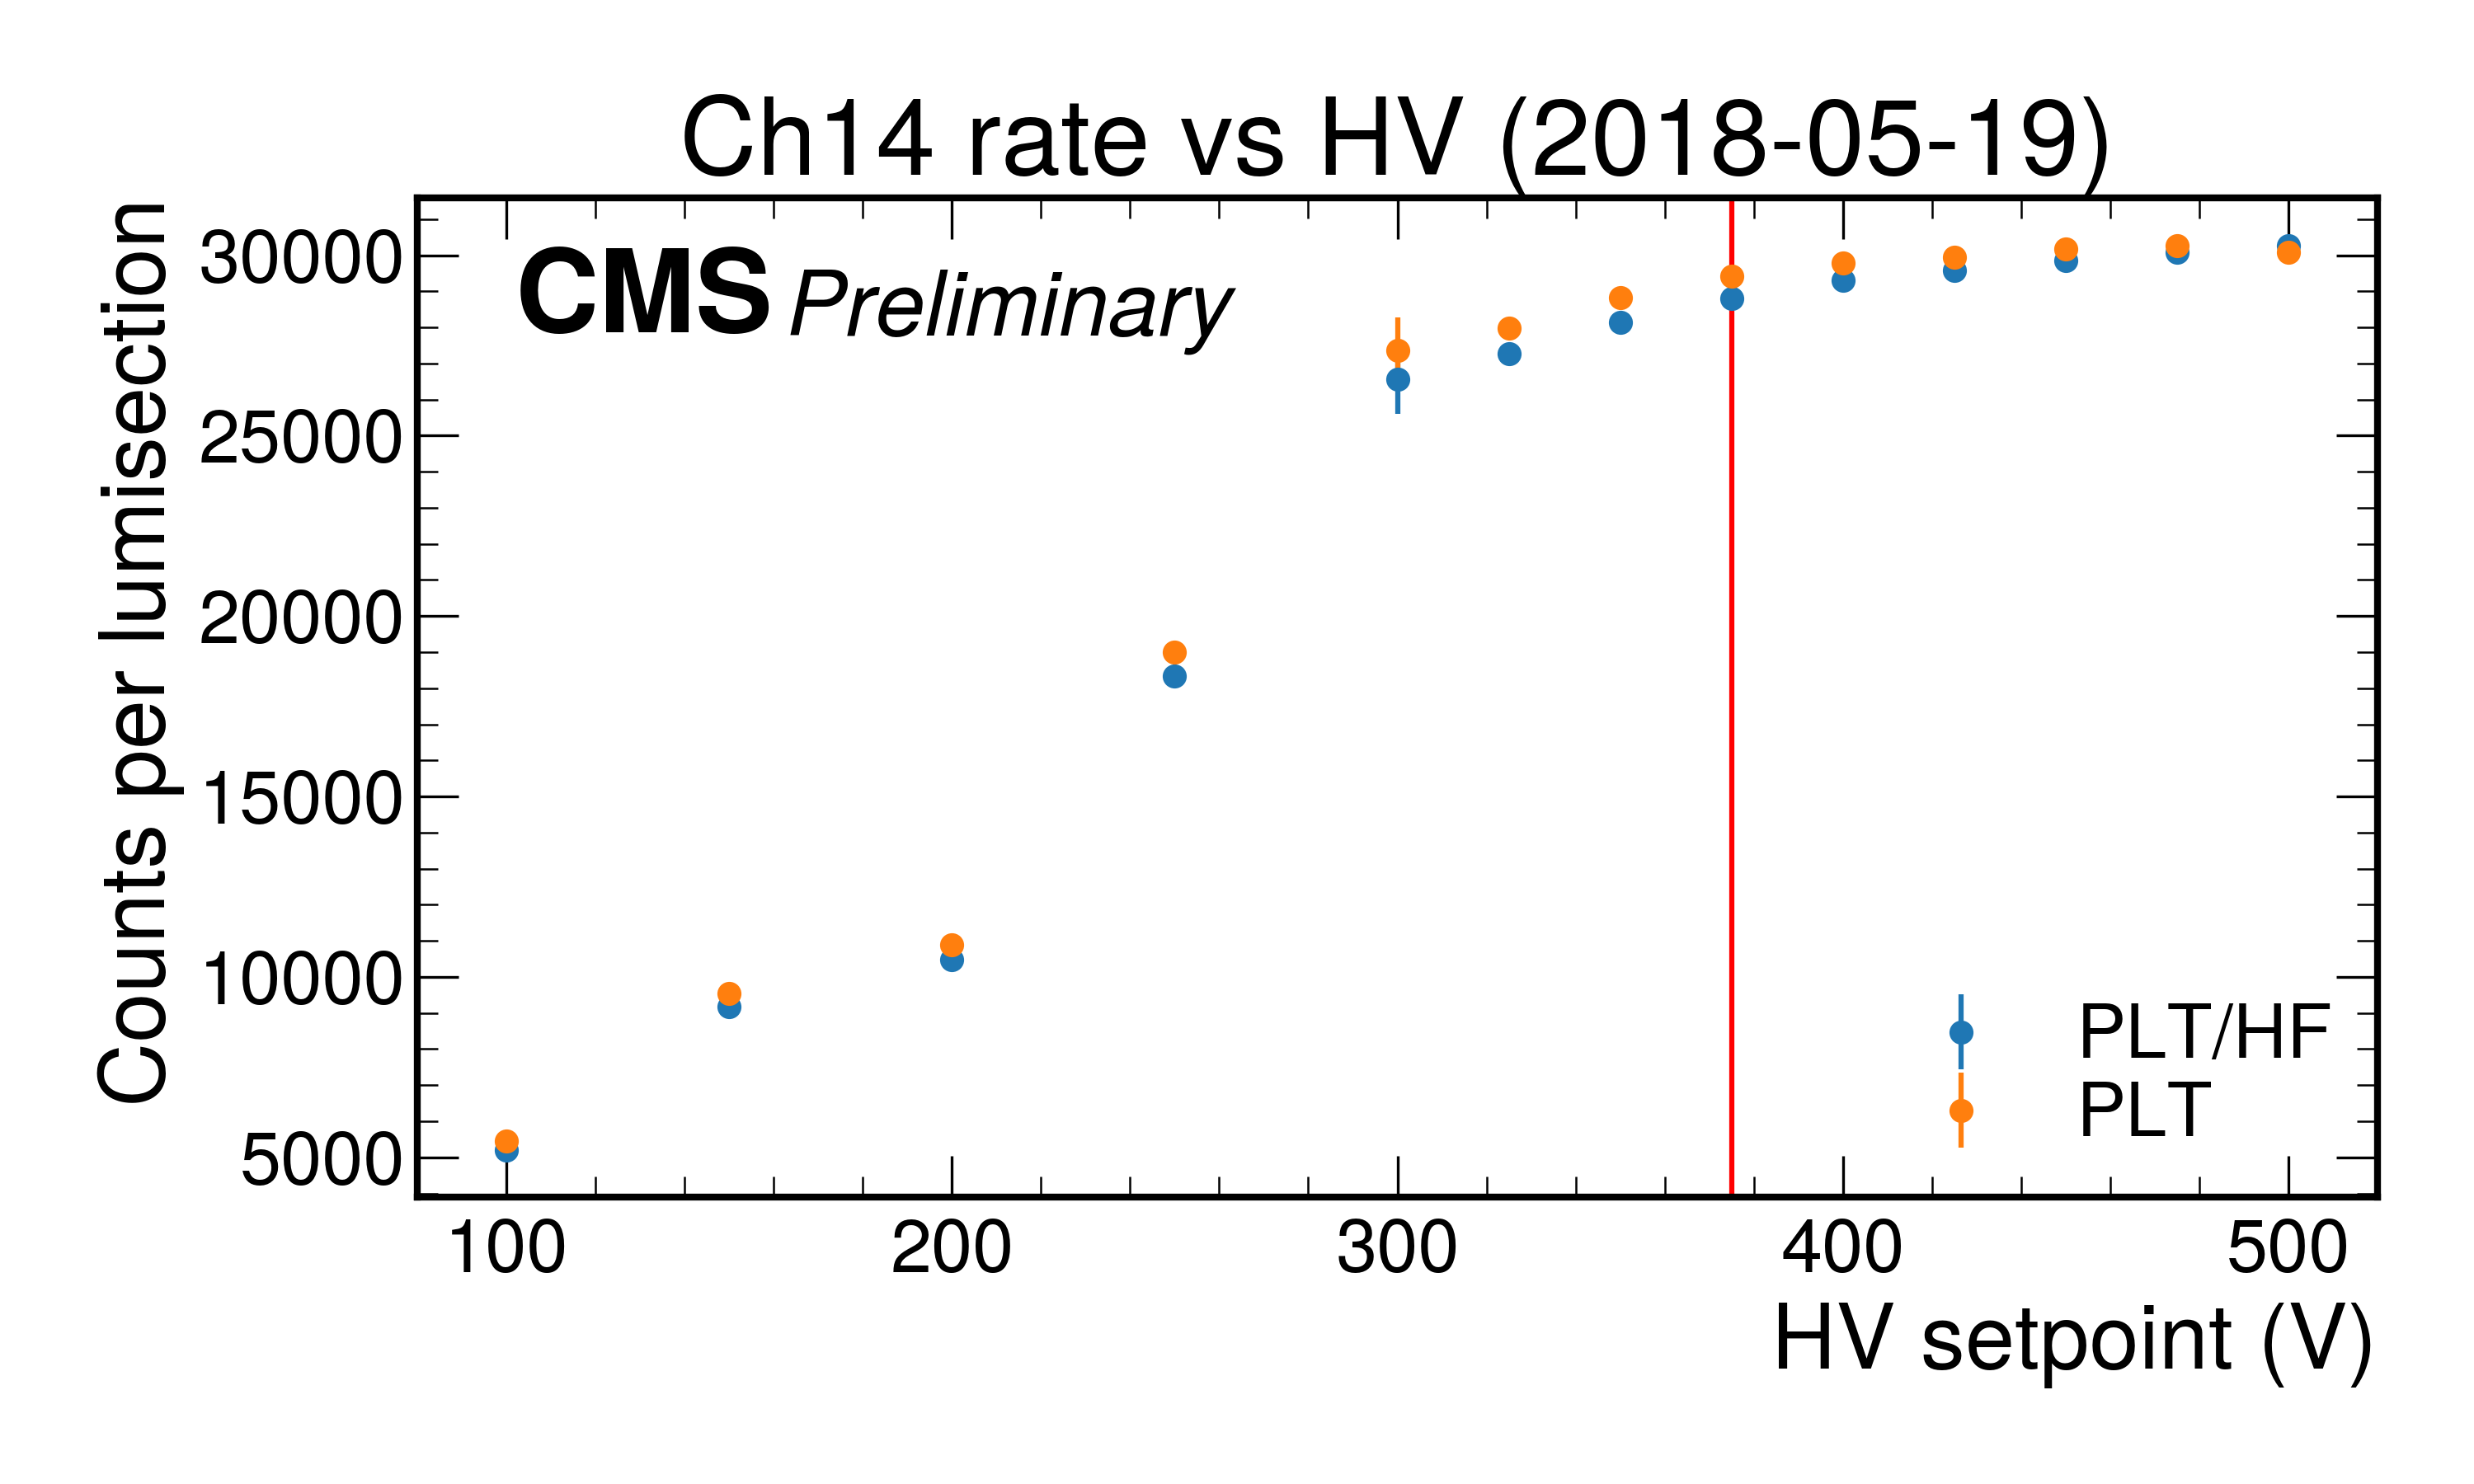 Ch14 rate vs HV (2018-05-19)
CMS Preliminary
Counts per lumisection
30000
25000
20000
15000
10000
5000
PLT/HF
PLT
100 200 300 400 500
HV setpoint (V)